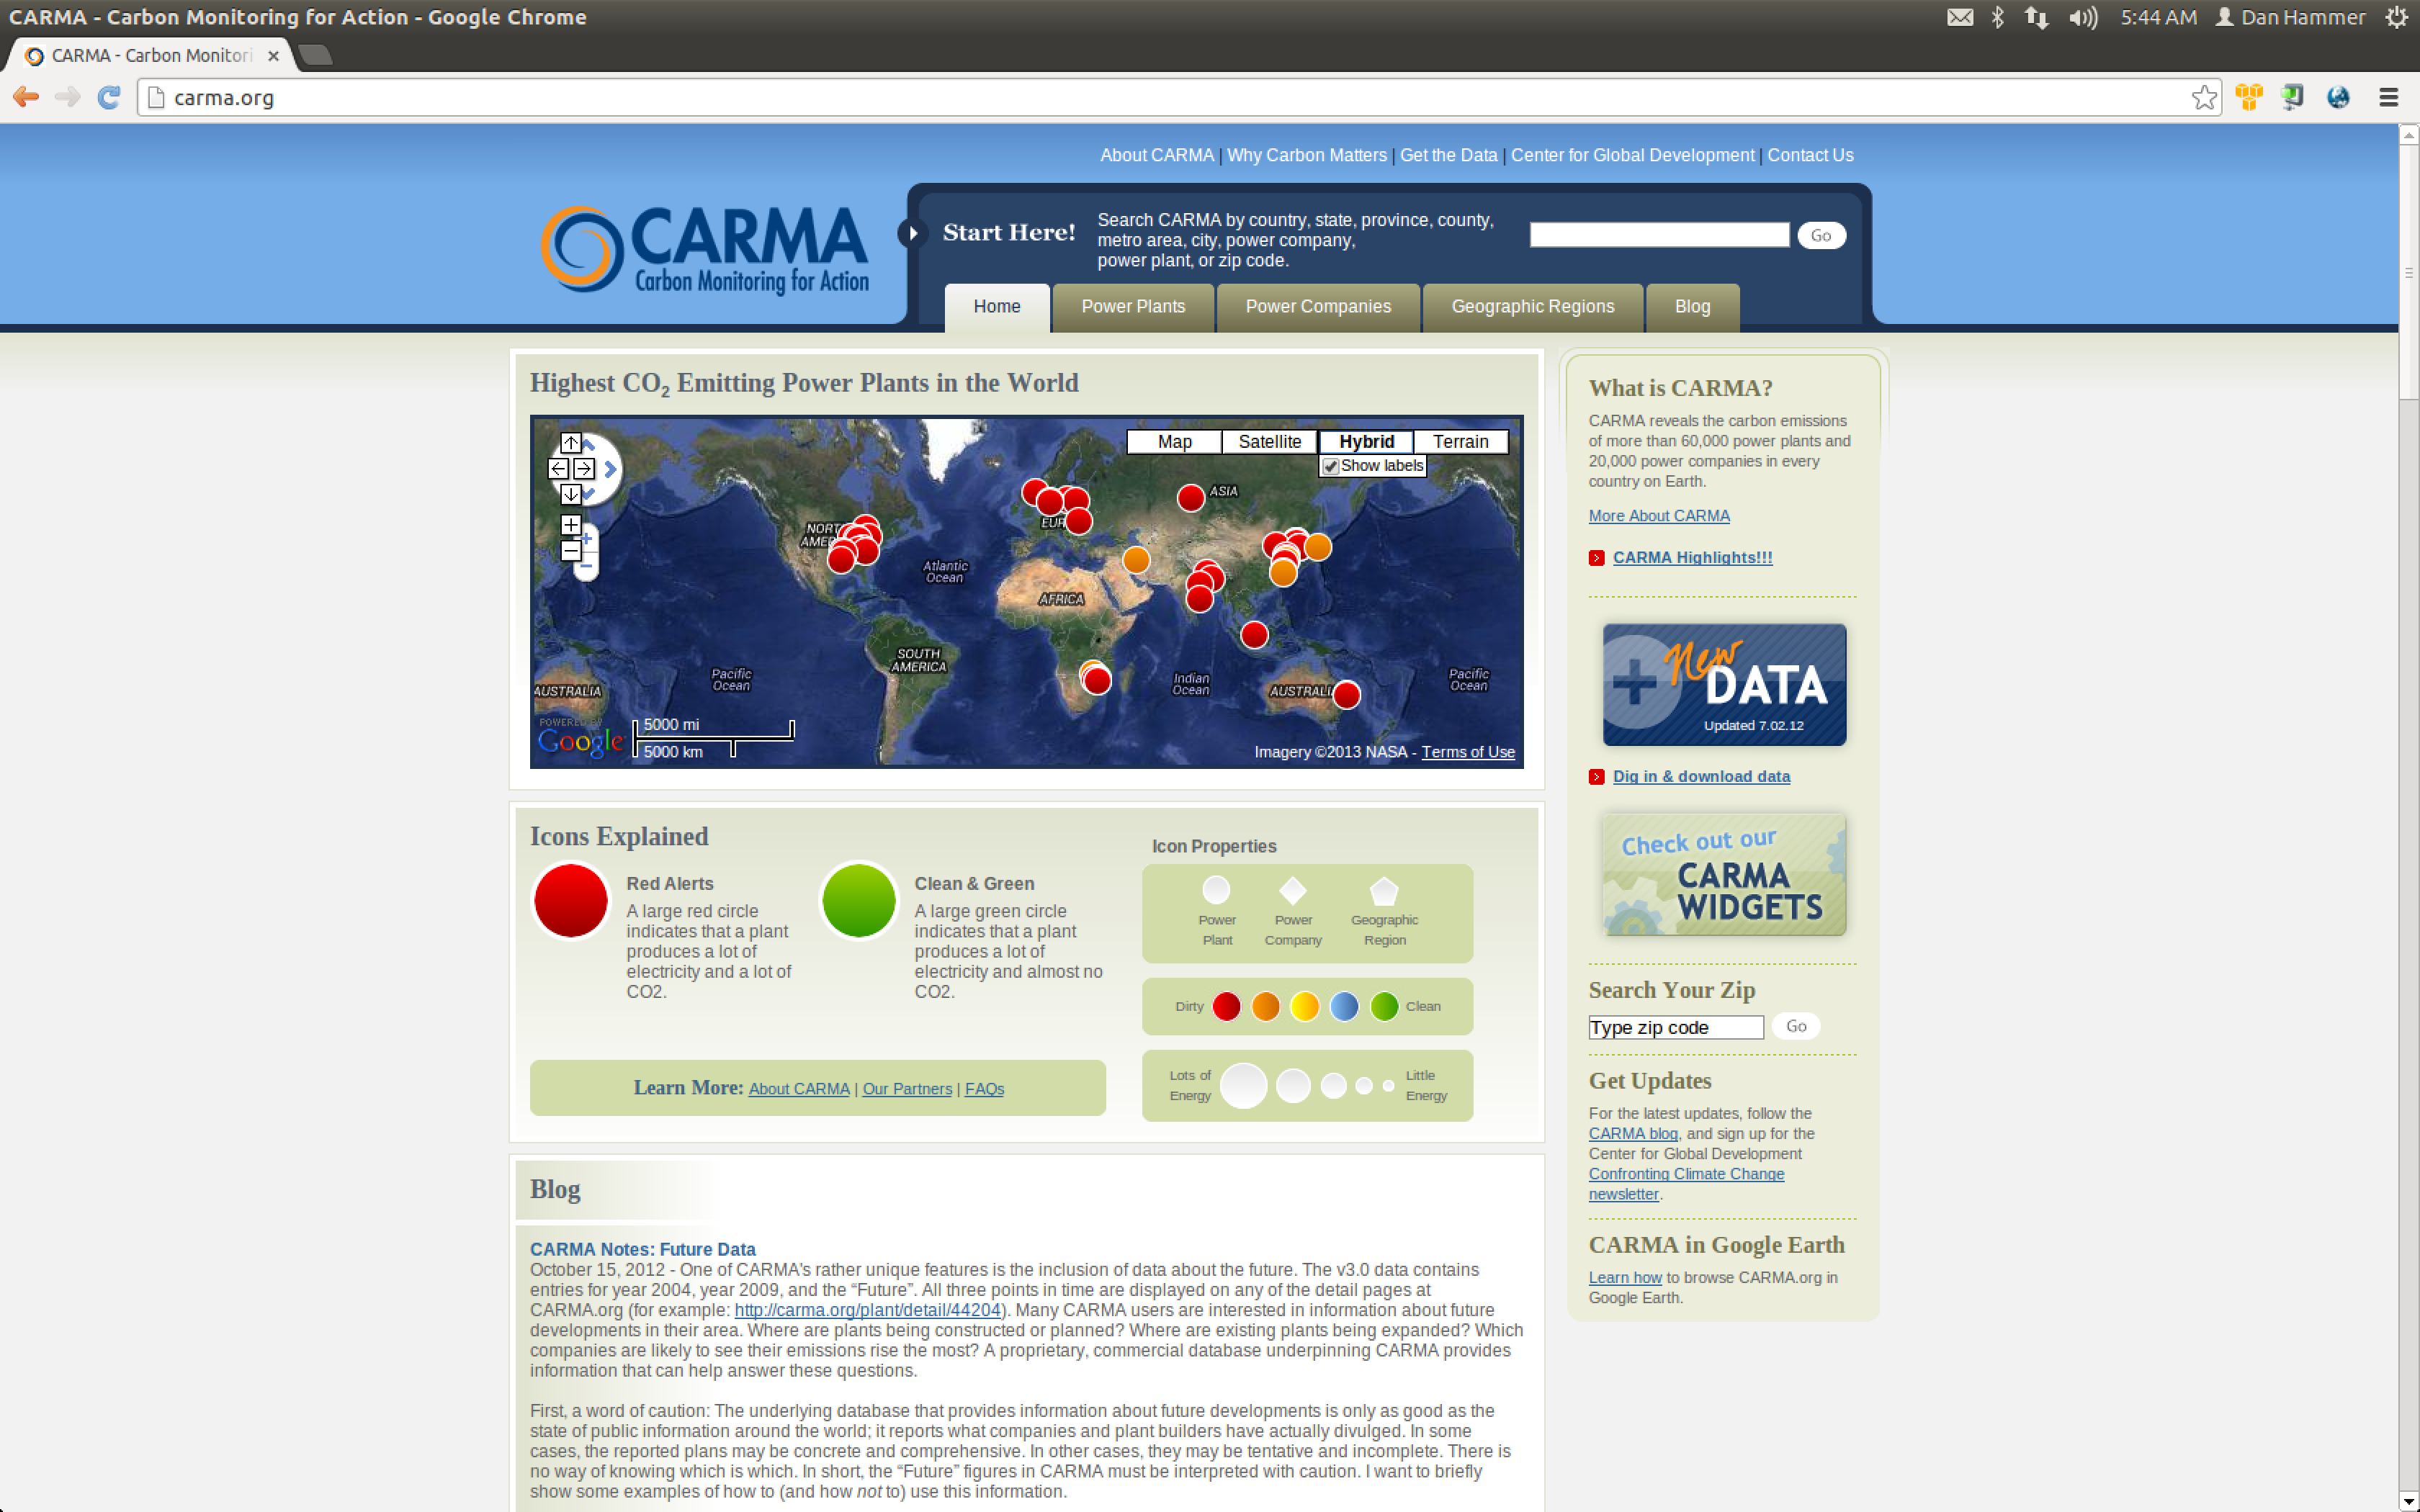 CARMA - Carbon Monitoring for Action - Google Chrome
5:44 AM Dan Hammer
CARMA - Carbon Monitori
carma.org
About CARMA | Why Carbon Matters | Get the Data | Center for Global Development | Contact Us
CARMA
Carbon Monitoring for Action
Start Here!
Search CARMA by country, state, province, county,
metro area, city, power company,
power plant, or zip code.
Go
Home
Power Plants
Power Companies
Geographic Regions
Blog
Highest CO2 Emitting Power Plants in the World
Map
Satellite
Hybrid
Terrain
Show labels
ASIA
Atlantic
Ocean
AFRICA
SOUTH
AMERICA
Pacific
Ocean
Indian
Ocean
Pacific
Ocean
AUSTRALIA
POWERED BY
Google
5000 mi
5000 km
Imagery ©2013 NASA - Terms of Use
Icons Explained
Red Alerts
A large red circle
indicates that a plant
produces a lot of
electricity and a lot of
CO2.
Clean & Green
A large green circle
indicates that a plant
produces a lot of
electricity and almost no
CO2.
Learn More: About CARMA | Our Partners | FAQs
Icon Properties
Power
Plant
Power
Company
Geographic
Region
Dirty
Clean
Lots of
Energy
Little
Energy
Blog
CARMA Notes: Future Data
October 15, 2012 - One of CARMA's rather unique features is the inclusion of data about the future. The v3.0 data contains
entries for year 2004, year 2009, and the “Future”. All three points in time are displayed on any of the detail pages at
CARMA.org (for example: http://carma.org/plant/detail/44204). Many CARMA users are interested in information about future
developments in their area. Where are plants being constructed or planned? Where are existing plants being expanded? Which
companies are likely to see their emissions rise the most? A proprietary, commercial database underpinning CARMA provides
information that can help answer these questions.
First, a word of caution: The underlying database that provides information about future developments is only as good as the
state of public information around the world; it reports what companies and plant builders have actually divulged. In some
cases, the reported plans may be concrete and comprehensive. In other cases, they may be tentative and incomplete. There is
no way of knowing which is which. In short, the “Future” figures in CARMA must be interpreted with caution. I want to briefly
show some examples of how to (and how not to) use this information.
What is CARMA?
CARMA reveals the carbon emissions
of more than 60,000 power plants and
20,000 power companies in every
country on Earth.
More About CARMA
CARMA Highlights!!!
New
DATA
Updated 7.02.12
Dig in & download data
Check out our
CARMA
WIDGETS
Search Your Zip
Type zip code
Go
Get Updates
For the latest updates, follow the
CARMA blog, and sign up for the
Center for Global Development
Confronting Climate Change
newsletter.
CARMA in Google Earth
Learn how to browse CARMA.org in
Google Earth.